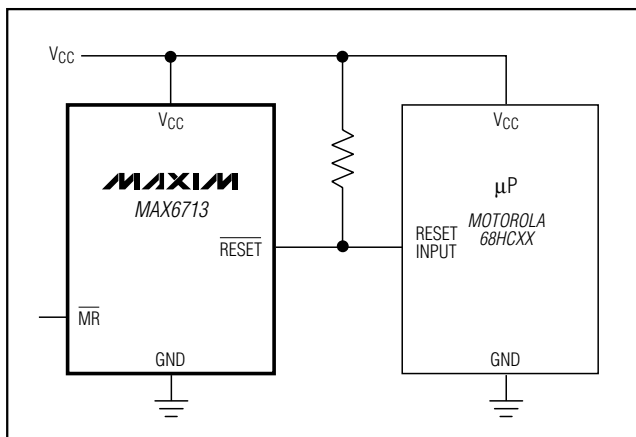 VCC
VCC
MAXIM
MAX6713
RESET
MR
GND
VCC
µP
MOTOROLA
68HCXX
RESET
INPUT
GND